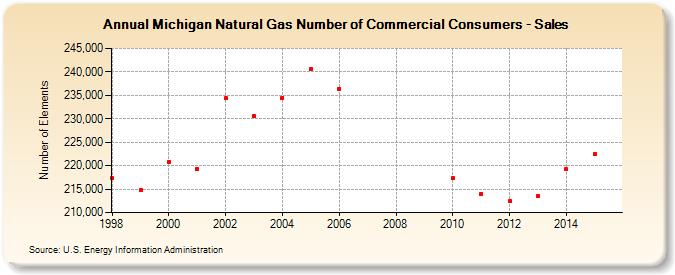 Annual Michigan Natural Gas Number of Commercial Consumers - Sales
Number of Elements
245,000
240,000
235,000
230,000
225,000
220,000
215,000
210,000
1998 2000 2002 2004 2006 2008 2010 2012 2014
Source: U.S. Energy Information Administration